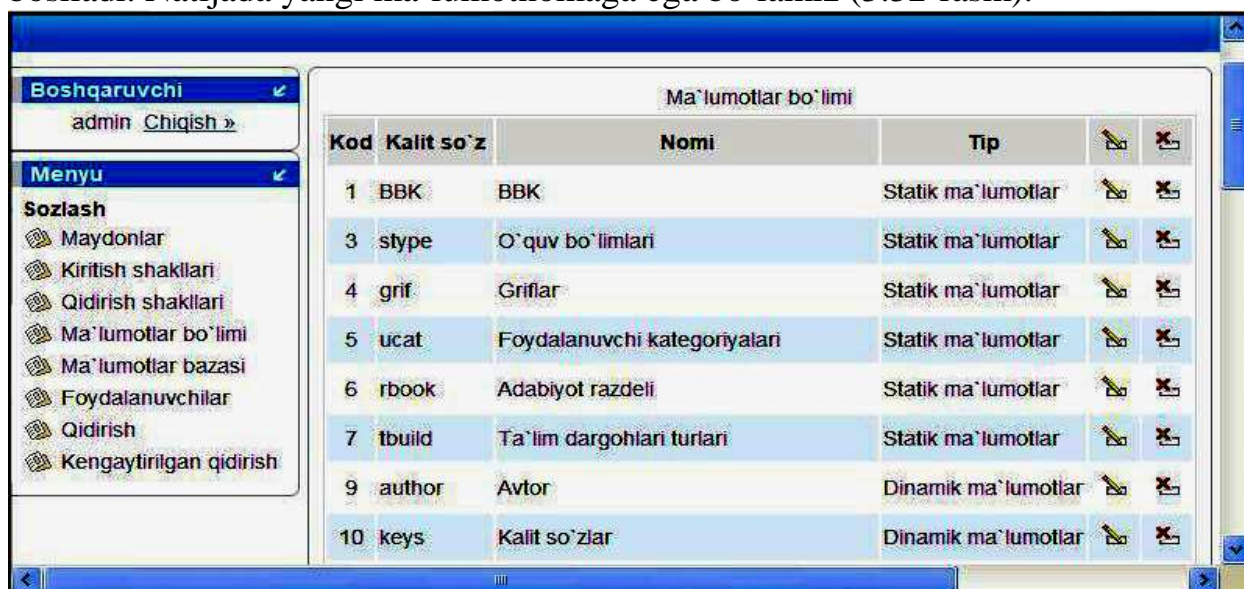 Boshqaruvchi
admin Chiqish »
Menyu
Sozlash
Maydonlar
Kiritish shakllari
Qidirish shakllari
Ma`lumotlar bo`limi
Ma`lumotlar bazasi
Foydalanuvchilar
Qidirish
Kengaytirilgan qidirish
Ma`lumotlar bo`limi
Kod Kalit so`z Nomi Tip
1 BBK BBK Statik ma`lumotlar
3 stype O`quv bo`limlari Statik ma`lumotlar
4 grif Griflar Statik ma`lumotlar
5 ucat Foydalanuvchi kategoriyalari Statik ma`lumotlar
6 rbook Adabiyot razdeli Statik ma`lumotlar
7 tbuild Ta`lim dargohlari turlari Statik ma`lumotlar
9 author Avtor Dinamik ma`lumotlar
10 keys Kalit so`zlar Dinamik ma`lumotlar